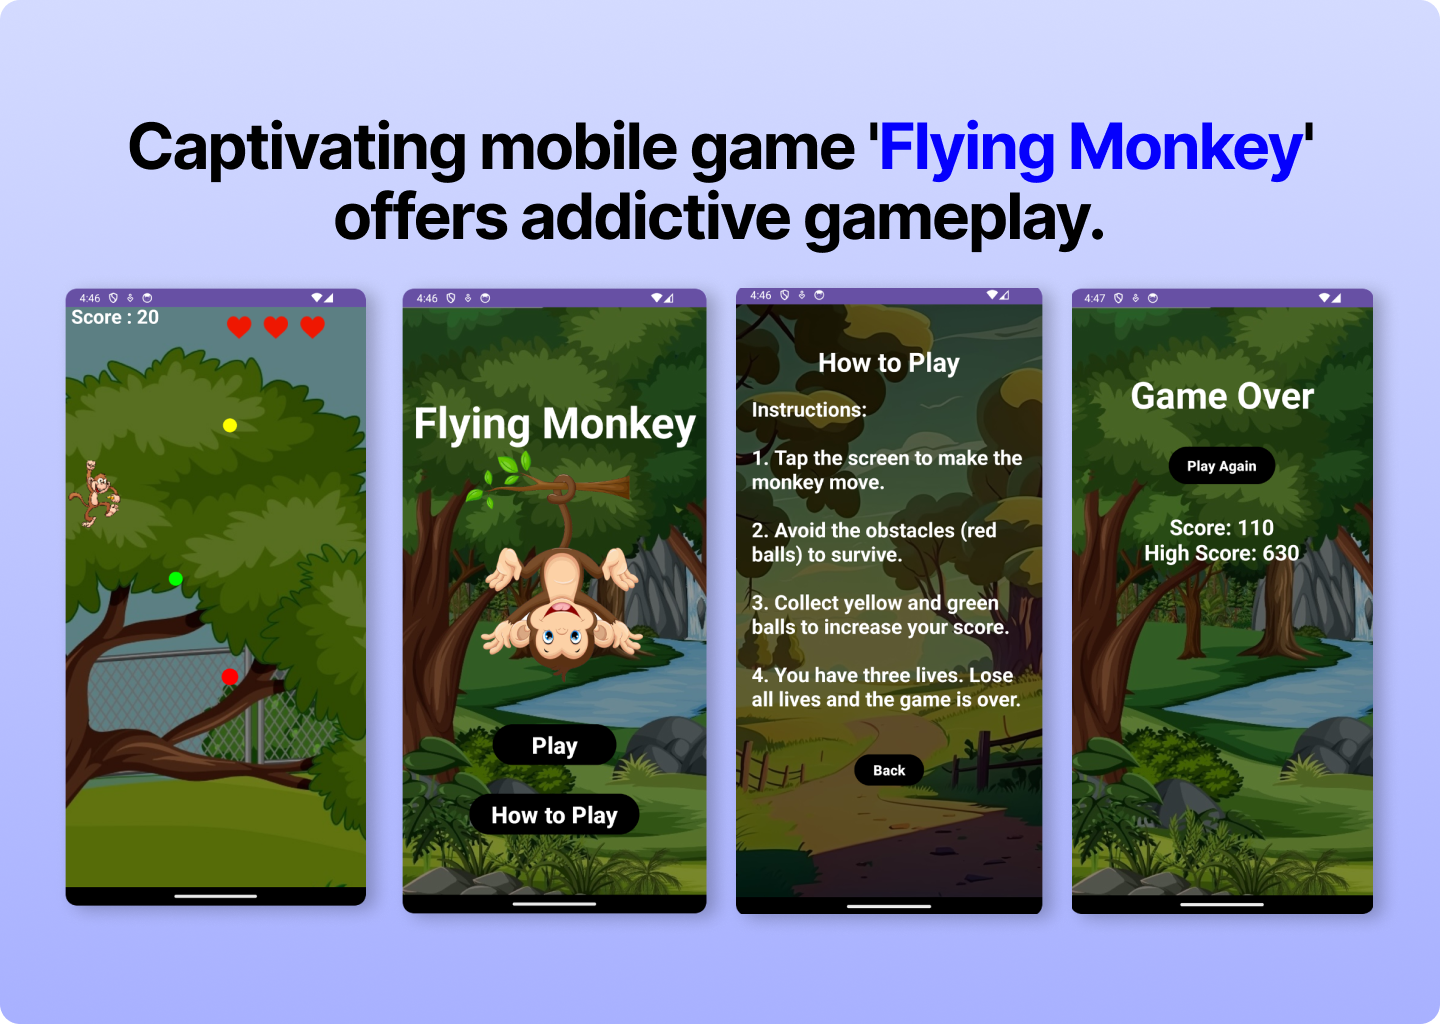 Captivating mobile game 'Flying Monkey'
offers addictive gameplay.
4:46
Score : 20
4:46
Flying Monkey
Play
How to Play
4:46
How to Play
Instructions:
1. Tap the screen to make the
monkey move.
2. Avoid the obstacles (red
balls) to survive.
3. Collect yellow and green
balls to increase your score.
4. You have three lives. Lose
all lives and the game is over.
Back
4:47
Game Over
Play Again
Score: 110
High Score: 630